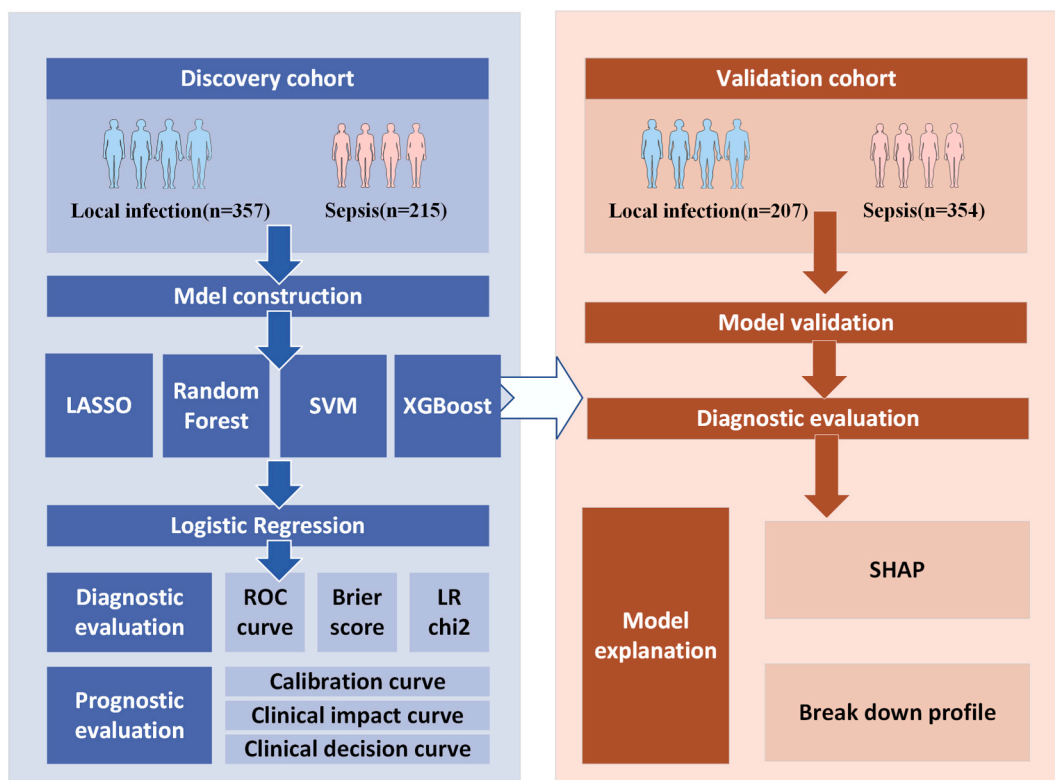 Discovery cohort
Local infection(n=357)
Sepsis(n=215)
Mdel construction
LASSO
Random
Forest
SVM
XGBoost
Logistic Regression
Diagnostic
evaluation
ROC
curve
Brier
score
LR
chi2
Prognostic
evaluation
Calibration curve
Clinical impact curve
Clinical decision curve
Validation cohort
Local infection(n=207)
Sepsis(n=354)
Model validation
Diagnostic evaluation
Model
explanation
SHAP
Break down profile